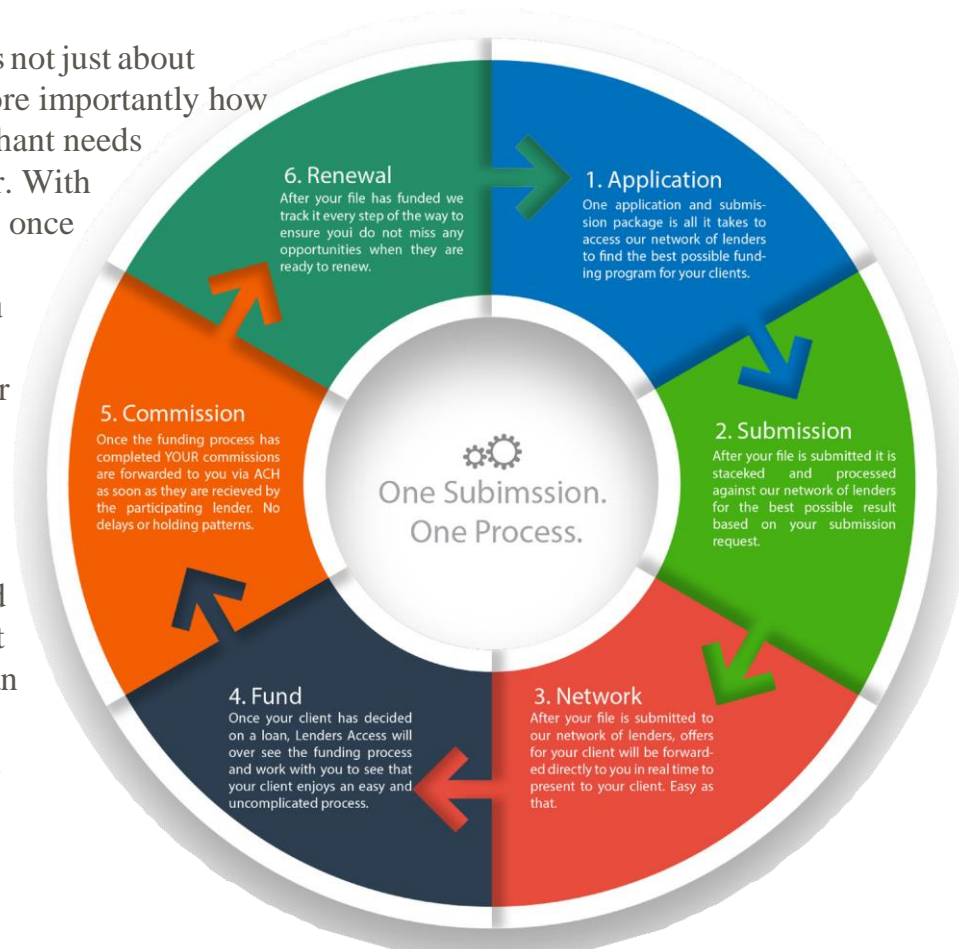 s not just about
ore importantly how
hant needs
r. With
once
r
d
t
an
1. Application
One application and submis-
sion package is all it takes to
access our network of lenders
to find the best possible fund-
ing program for your clients.
2. Submission
After your file is submitted it is
staceked and processed
against our network of lenders
for the best possible result
based on your submission
request.
3. Network
After your file is submitted to
our network of lenders, offers
for your client will be forward-
ed directly to you in real time to
present to your client. Easy as
that.
4. Fund
Once your client has decided
on a loan, Lenders Access will
over see the funding process
and work with you to see that
your client enjoys an easy and
uncomplicated process.
5. Commission
Once the funding process has
completed YOUR commissions
are forwarded to you via ACH
as soon as they are recieved by
the participating lender. No
delays or holding patterns.
6. Renewal
After your file has funded we
track it every step of the way to
ensure youi do not miss any
opportunities when they are
ready to renew.
One Subimssion.
One Process.